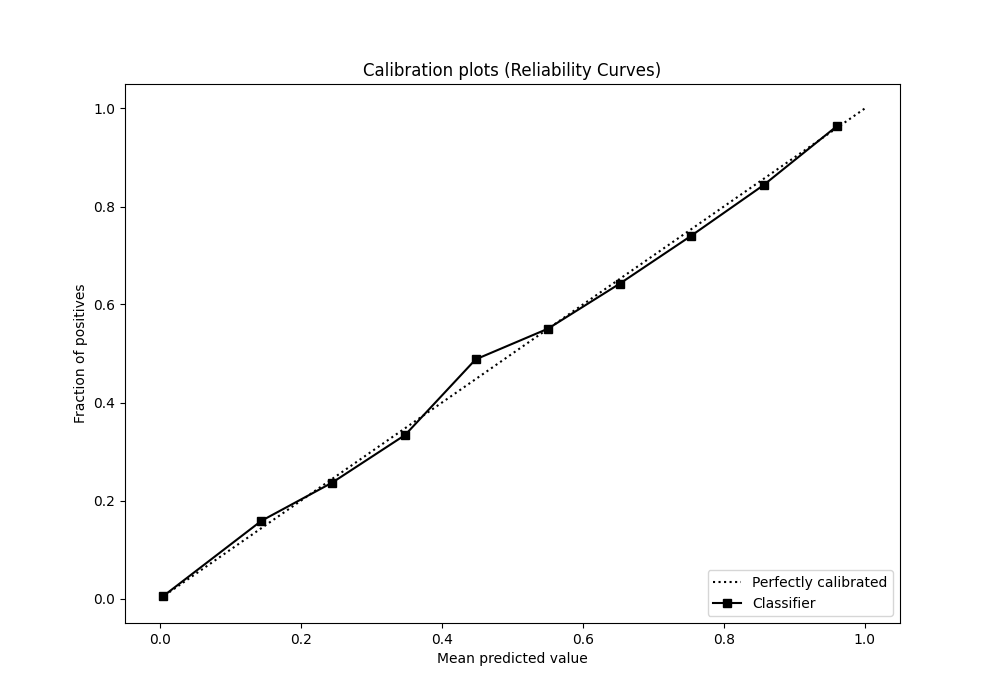 Calibration plots (Reliability Curves)
1.0
0.8
0.6
0.4
0.2
0.0
Fraction of positives
0.0 0.2 0.4 0.6 0.8 1.0
Mean predicted value
Perfectly calibrated
Classifier